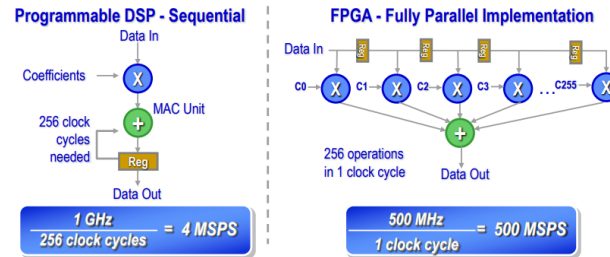 Programmable DSP - Sequential
Data In
Coefficients
X
MAC Unit
256 clock
cycles
needed
+
Reg
Data Out
1 GHz
256 clock cycles
= 4 MSPS
FPGA - Fully Parallel Implementation
Data In
Reg
Reg
Reg
Reg
C0
X
C1
X
C2
X
C3
X
...
C255
X
+
256 operations
in 1 clock cycle
Data Out
500 MHz
1 clock cycle
= 500 MSPS